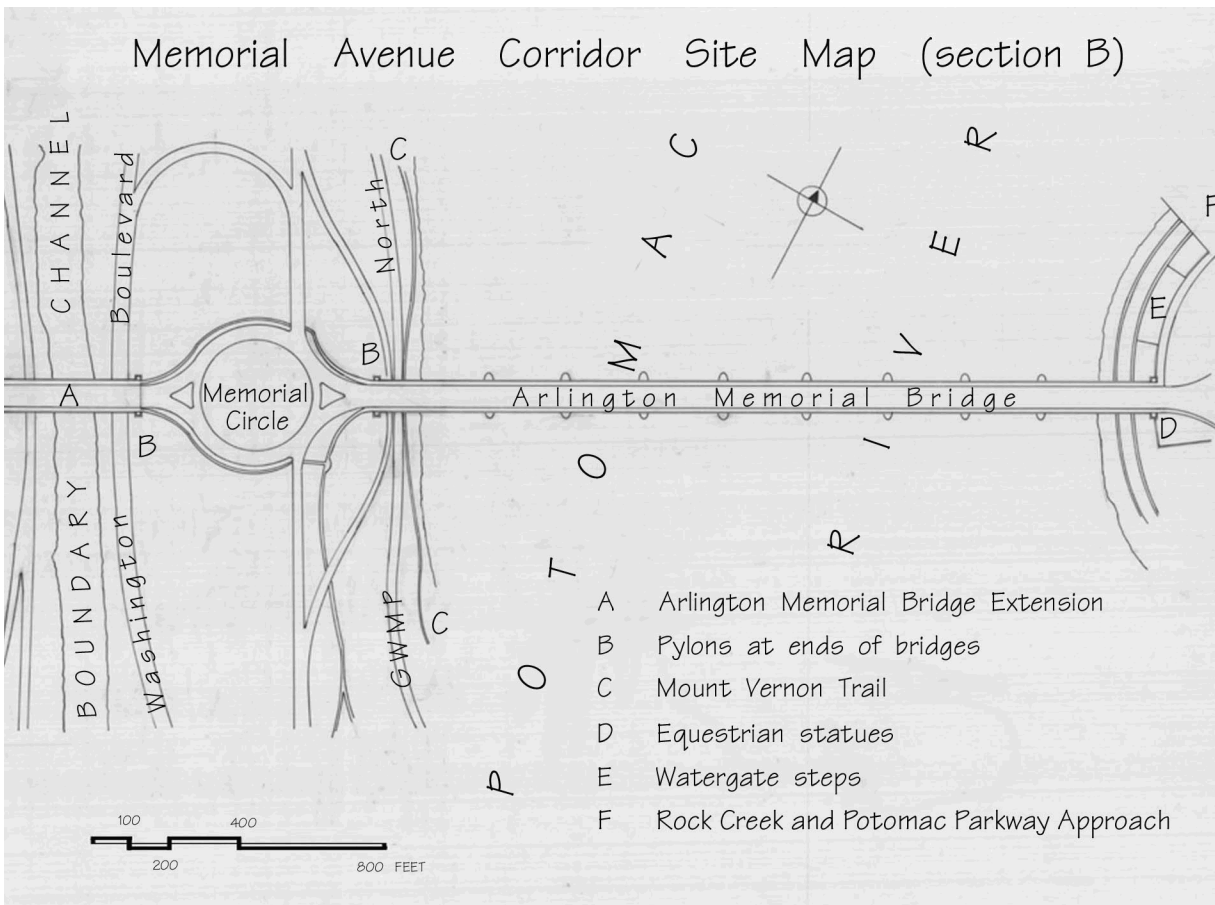 Memorial Avenue Corridor Site Map (section B)
CHANNEL
Boulevard
North
C
POTOMAC
RIVER
F
E
B
A
Memorial
Circle
Arlington Memorial Bridge
D
B
BOUNDARY
Washington
GWMP
C
A Arlington Memorial Bridge Extension
B Pylons at ends of bridges
C Mount Vernon Trail
D Equestrian statues
E Watergate steps
F Rock Creek and Potomac Parkway Approach
100 400
200 800 FEET